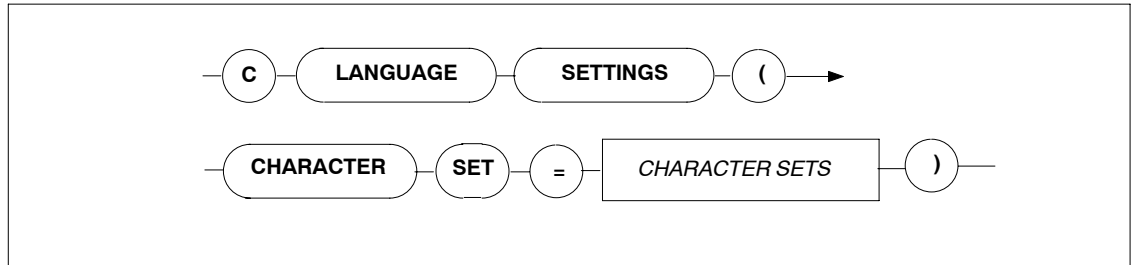 C LANGUAGE SETTINGS (
CHARACTER SET = CHARACTER SETS )